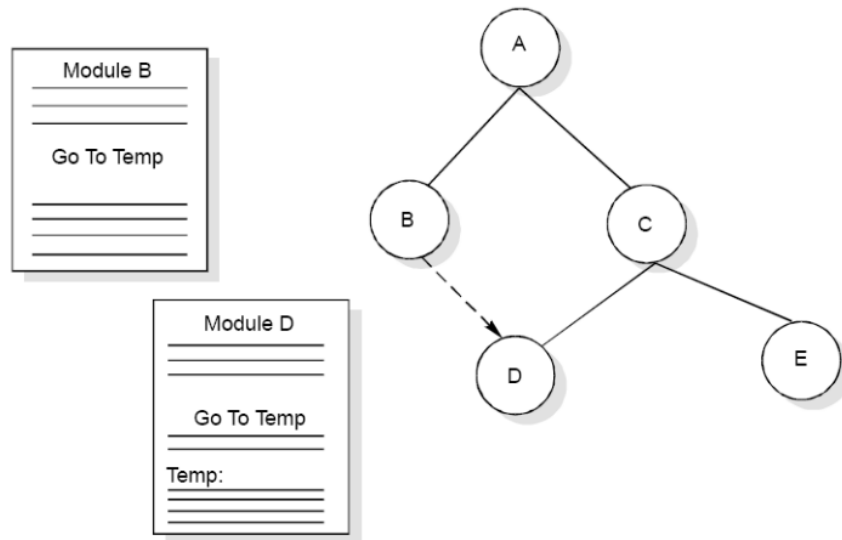 Module B
Go To Temp
Module D
Go To Temp
Temp:
A
B
C
D
E